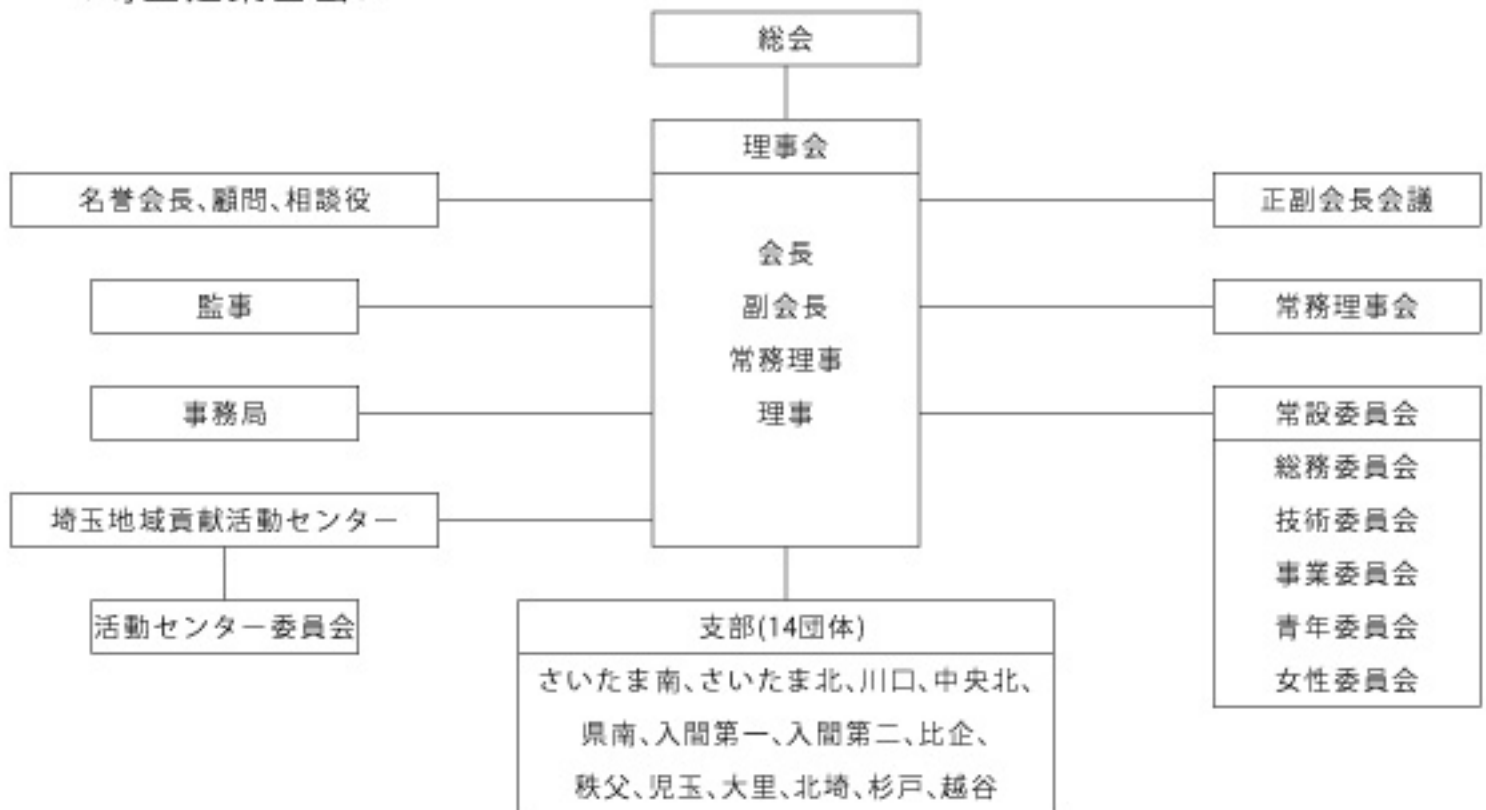 総会
理事会
会長
副会長
常務理事
理事
名誉会長、顧問、相談役
監事
事務局
埼玉地域貢献活動センター
活動センター委員会
正副会長会議
常務理事会
常設委員会
総務委員会
技術委員会
事業委員会
青年委員会
女性委員会
支部(14団体)
さいたま南、さいたま北、川口、中央北、
県南、入間第一、入間第二、比企、
秩父、児玉、大里、北埼、杉戸、越谷